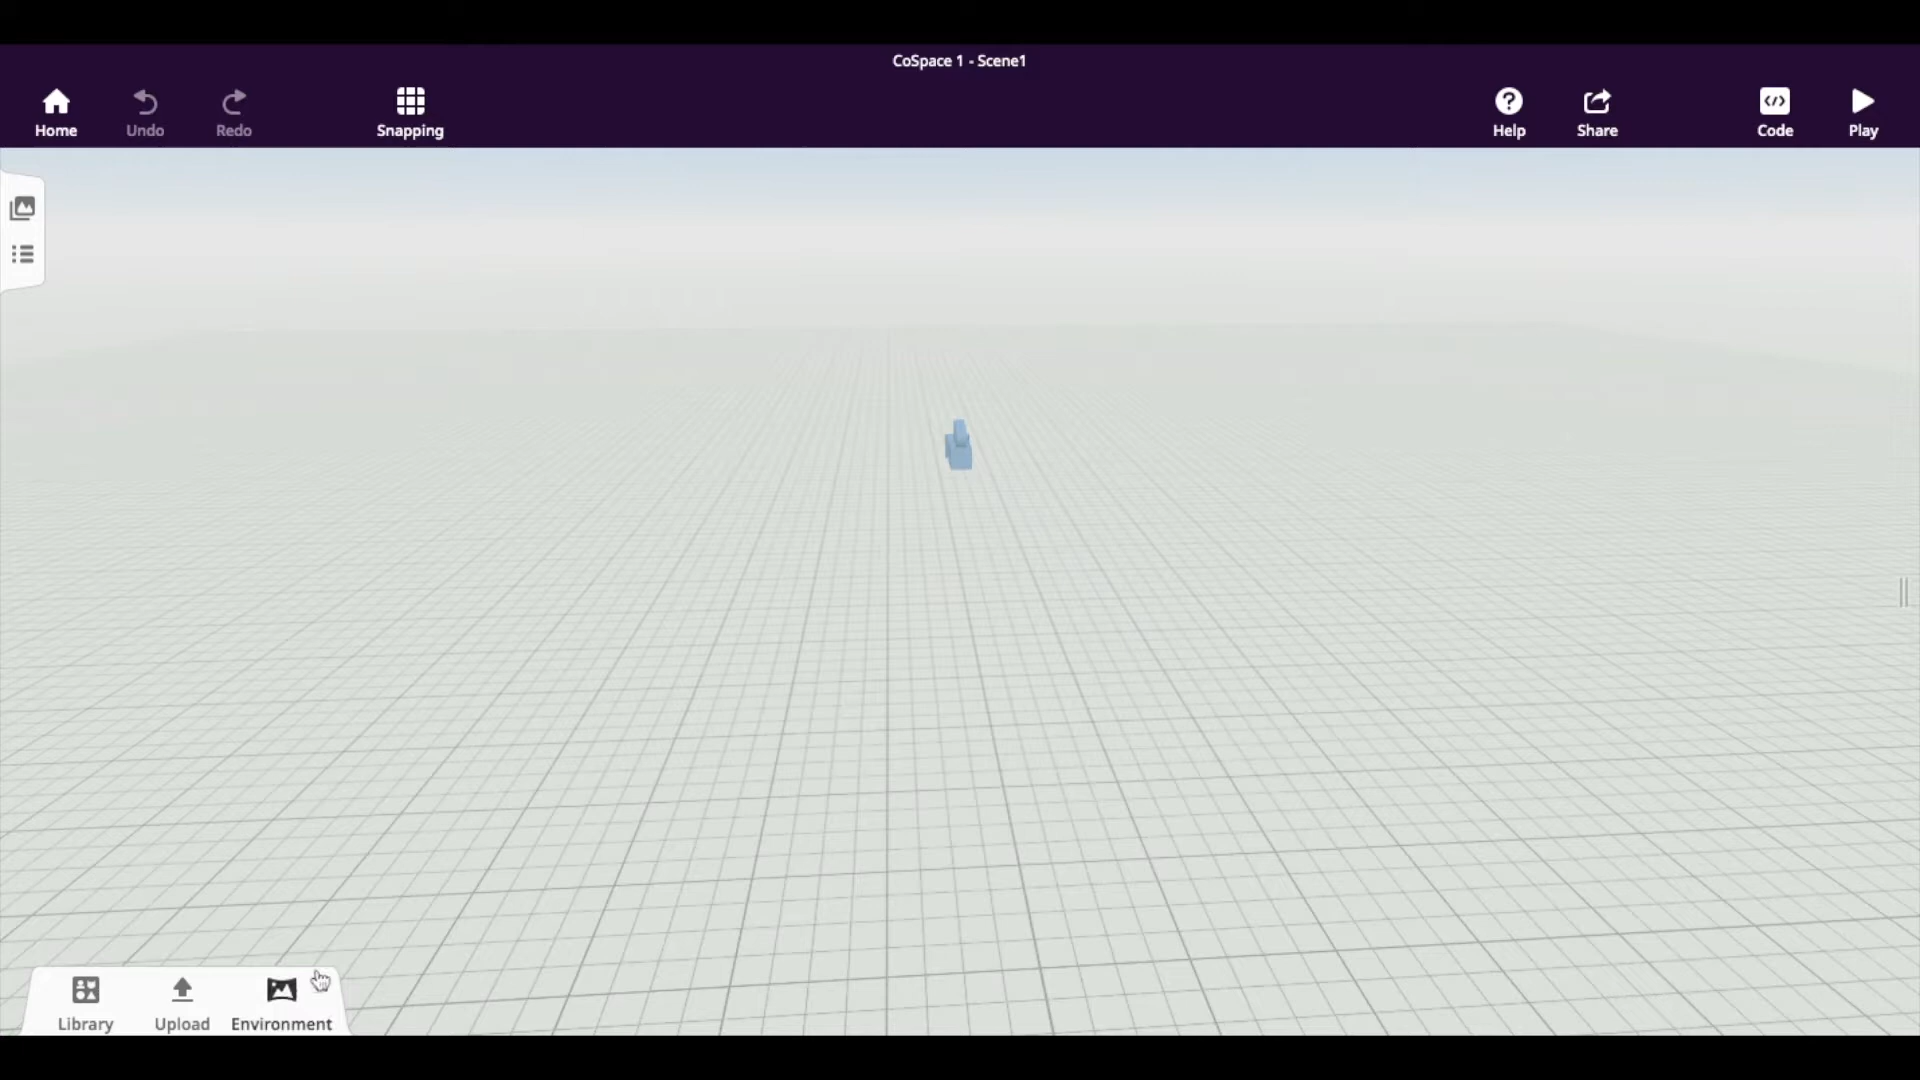 CoSpace 1 - Scene1
Home
Undo
Redo
Snapping
Help
Share
Code
Play
Library
Upload
Environment